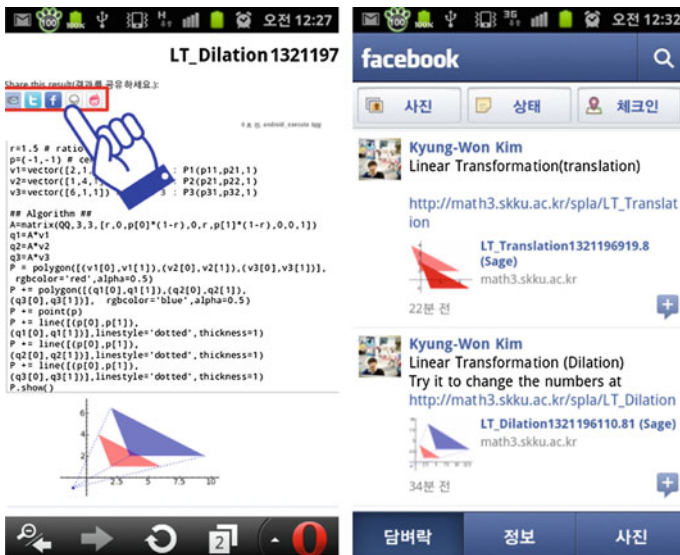 오전 12:27
LT_Dilation1321197
Share this result(결과를 공유하세요.):
r=1.5 # ratio
p=(-1,-1) # ce
v1=vector([2,1, : P1(p11,p21,1)
v2=vector([1,4,1 : P2(p21,p22,1)
v3=vector([6,1,1]) 3 : P3(p31,p32,1)
## Algorithm ##
A=matrix(QQ,3,3,[r,0,p[0]*(1-r),0,r,p[1]*(1-r),0,0,1])
q1=A*v1
q2=A*v2
q3=A*v3
P = polygon([(v1[0],v1[1]),(v2[0],v2[1]),(v3[0],v3[1])],
rgbcolor='red',alpha=0.5)
P += polygon([(q1[0],q1[1]),(q2[0],q2[1]),
(q3[0],q3[1])], rgbcolor='blue',alpha=0.5)
P += point(p)
P += line([(p[0],p[1]),
(q1[0],q1[1])],linestyle='dotted',thickness=1)
P += line([(p[0],p[1]),
(q2[0],q2[1])],linestyle='dotted',thickness=1)
P += line([(p[0],p[1]),
(q3[0],q3[1])],linestyle='dotted',thickness=1)
P.show()
6
4
2
2.5 5 7.5 10
2
3G 오전 12:32
facebook
사진 상태 체크인
Kyung-Won Kim
Linear Transformation(translation)
http://math3.skku.ac.kr/spla/LT_Translat
ion
LT_Translation1321196919.8
(Sage)
math3.skku.ac.kr
22분 전
Kyung-Won Kim
Linear Transformation (Dilation)
Try it to change the numbers at
http://math3.skku.ac.kr/spla/LT_Dilation
LT_Dilation1321196110.81 (Sage)
math3.skku.ac.kr
34분 전
담벼락 정보 사진